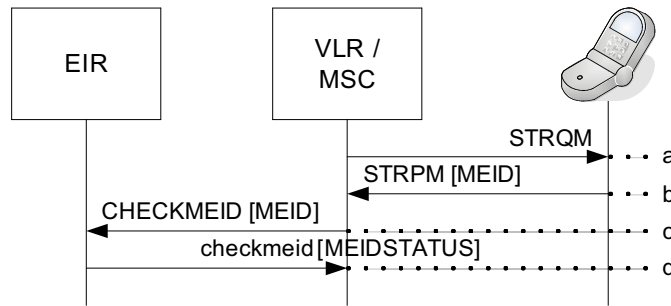 EIR
VLR /
MSC
STRQM
a
STRPM [MEID]
b
CHECKMEID [MEID]
checkmeid[MEIDSTATUS]